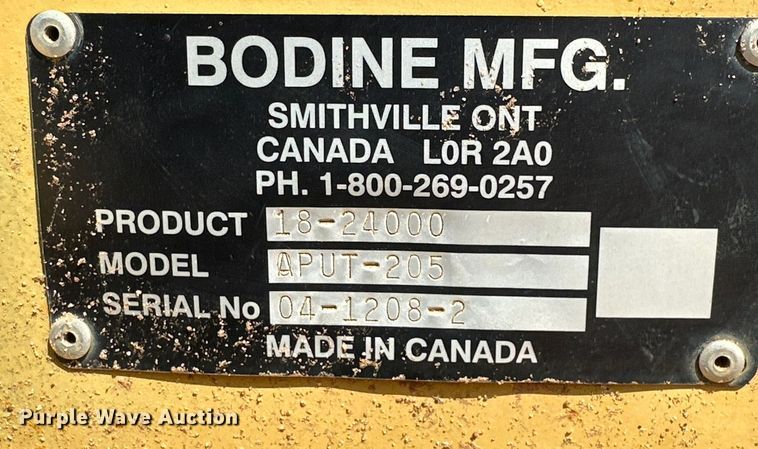 BODINE MFG.
SMITHVILLE ONT
CANADA L0R 2A0
PH. 1-800-269-0257
PRODUCT 18-24000
MODEL APUT-205
SERIAL No 04-1208-2
MADE IN CANADA
Purple Wave Auction